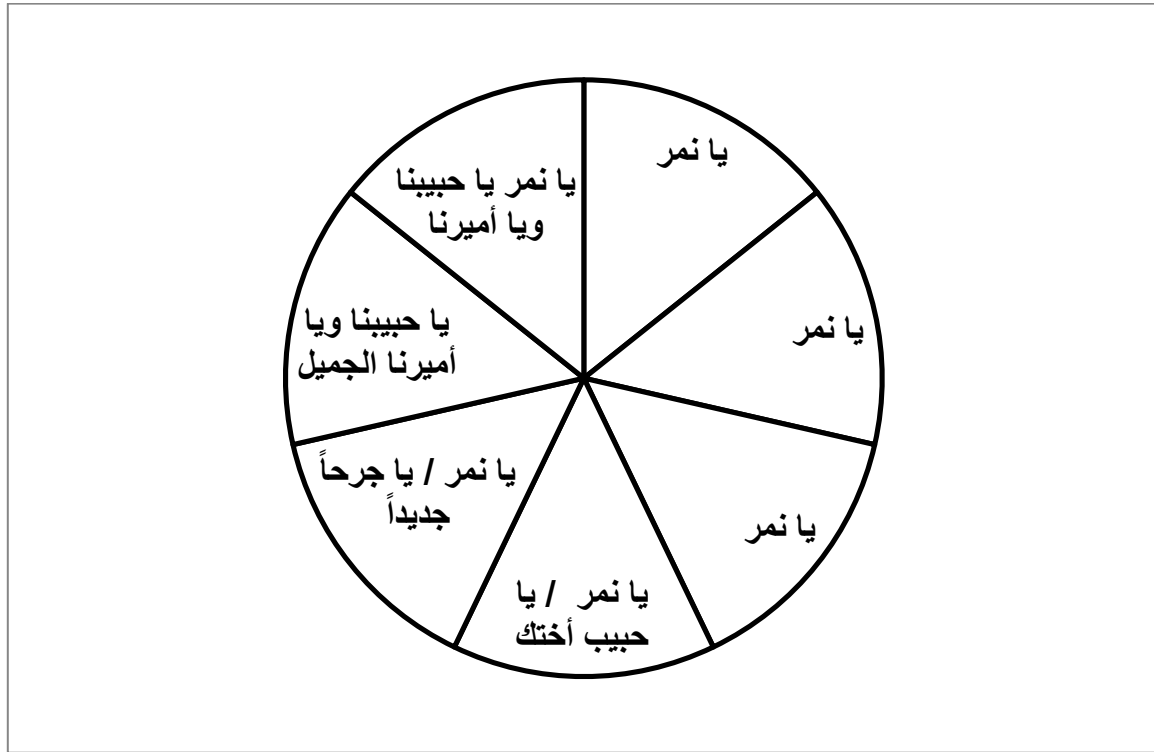 يا نمر
يا نمر
يا نمر
يا نمر / يا
حبيب أختك
يا نمر / يا جرحاً
جديداً
يا حبيبنا ويا
أميرنا الجميل
يا نمر يا حبيبنا
ويا أميرنا